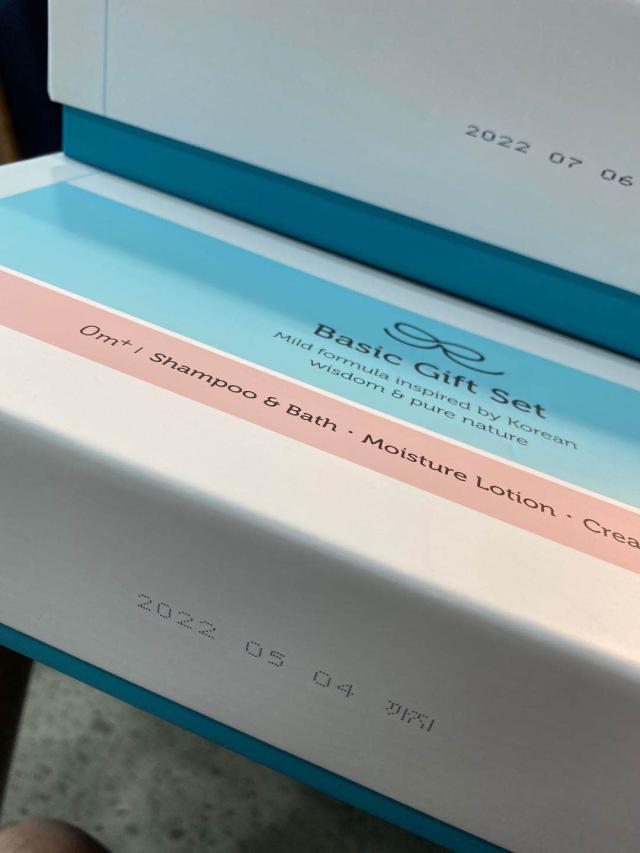 2022 07 06
Basic Gift Set
Mild formula inspired by Korean
wisdom & pure nature
0m+ / Shampoo & Bath · Moisture Lotion · Crea
2022 05 04 까지